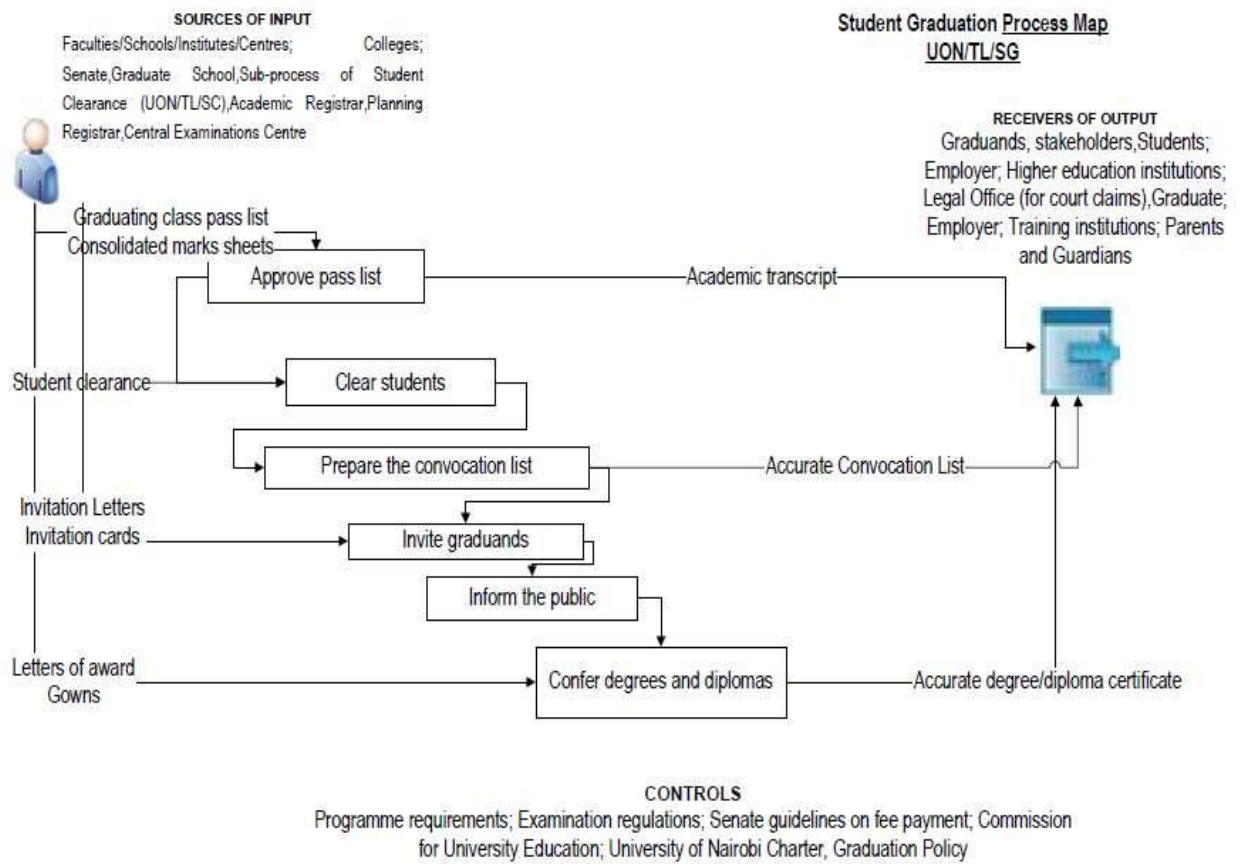 SOURCES OF INPUT
Faculties/Schools/Institutes/Centres; Colleges;
Senate,Graduate School,Sub-process of Student
Clearance (UON/TL/SC),Academic Registrar,Planning
Registrar,Central Examinations Centre
Student Graduation Process Map
UON/TL/SG
RECEIVERS OF OUTPUT
Graduands, stakeholders,Students;
Employer; Higher education institutions;
Legal Office (for court claims),Graduate;
Employer; Training institutions; Parents
and Guardians
Graduating class pass list
Consolidated marks sheets
Approve pass list
Academic transcript
Student clearance
Clear students
Prepare the convocation list
Accurate Convocation List
Invitation Letters
Invitation cards
Invite graduands
Inform the public
Letters of award
Gowns
Confer degrees and diplomas
Accurate degree/diploma certificate
CONTROLS
Programme requirements; Examination regulations; Senate guidelines on fee payment; Commission
for University Education; University of Nairobi Charter, Graduation Policy